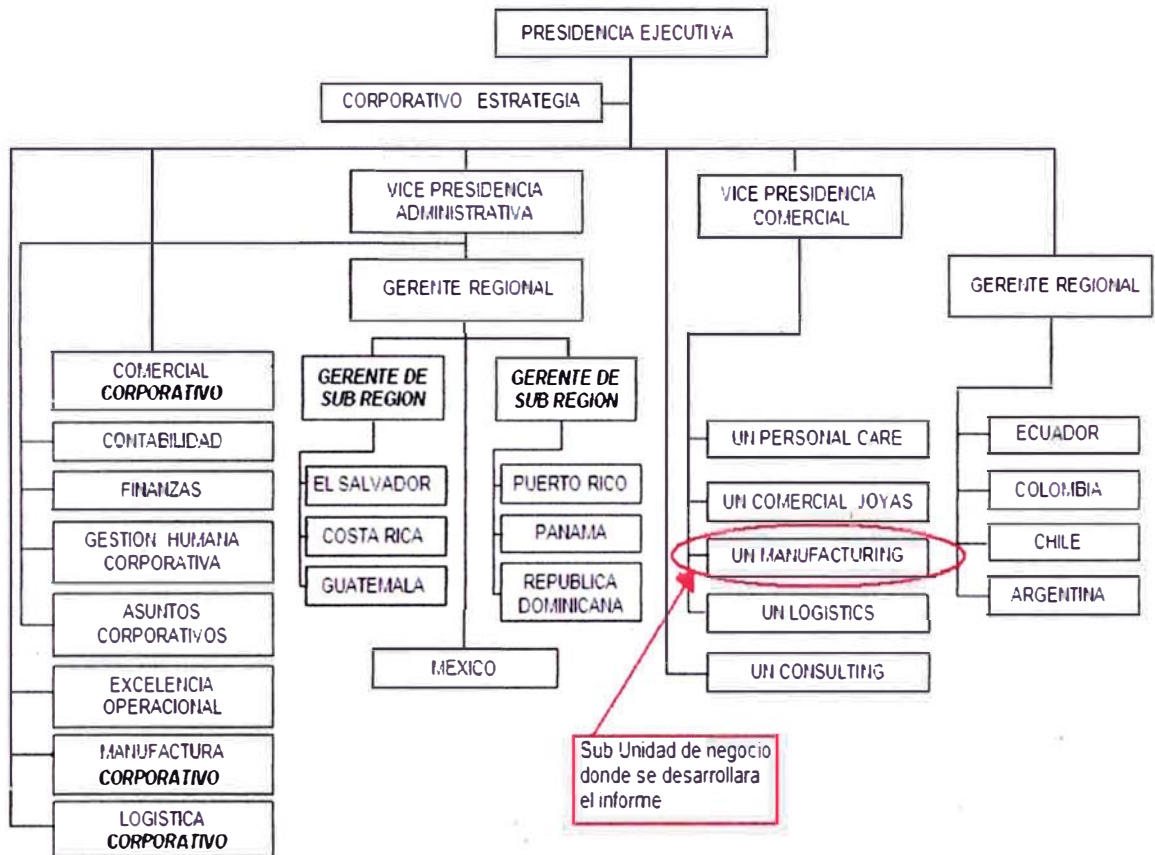 PRESIDENCIA EJECUTIVA
CORPORATIVO ESTRATEGIA
VICE PRESIDENCIA
ADMINISTRATIVA
VICE PRESIDENCIA
COMERCIAL
GERENTE REGIONAL
GERENTE REGIONAL
COMERCIAL
CORPORATIVO
CONTABILIDAD
FINANZAS
GESTION HUMANA
CORPORATIVA
ASUNTOS
CORPORATIVOS
EXCELENCIA
OPERACIONAL
MANUFACTURA
CORPORATIVO
LOGISTICA
CORPORATIVO
GERENTE DE
SUB REGION
EL SALVADOR
COSTA RICA
GUATEMALA
GERENTE DE
SUB REGION
PUERTO RICO
PANAMA
REPUBLICA
DOMINICANA
MEXICO
UN PERSONAL CARE
UN COMERCIAL JOYAS
UN MANUFACTURING
UN LOGISTICS
UN CONSULTING
ECUADOR
COLOMBIA
CHILE
ARGENTINA
Sub Unidad de negocio
donde se desarrollara
el informe